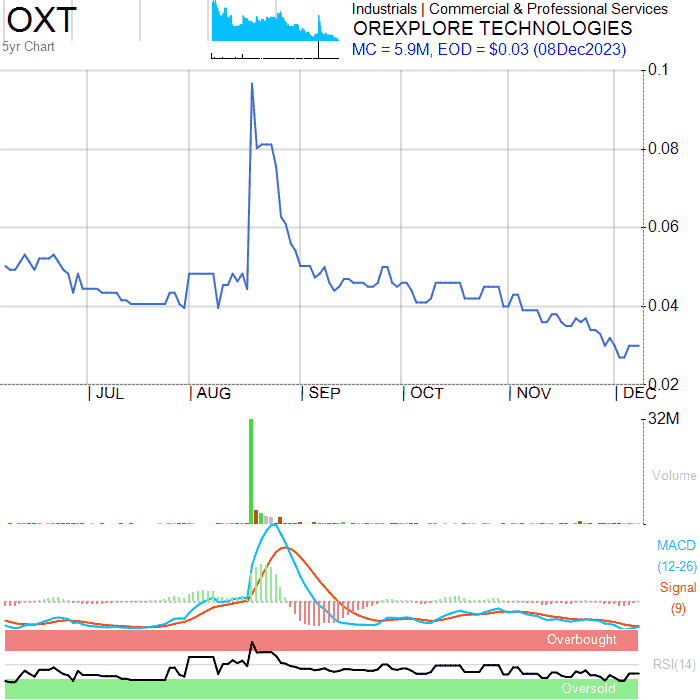 OXT
5yr Chart
Industrials | Commercial & Professional Services
OREXPLORE TECHNOLOGIES
MC = 5.9M, EOD = $0.03 (08Dec2023)
0.1
0.08
0.06
0.04
0.02
JUL
AUG
SEP
OCT
NOV
DEC
32M
Volume
MACD
(12-26)
Signal
(9)
Overbought
RSI(14)
Oversold